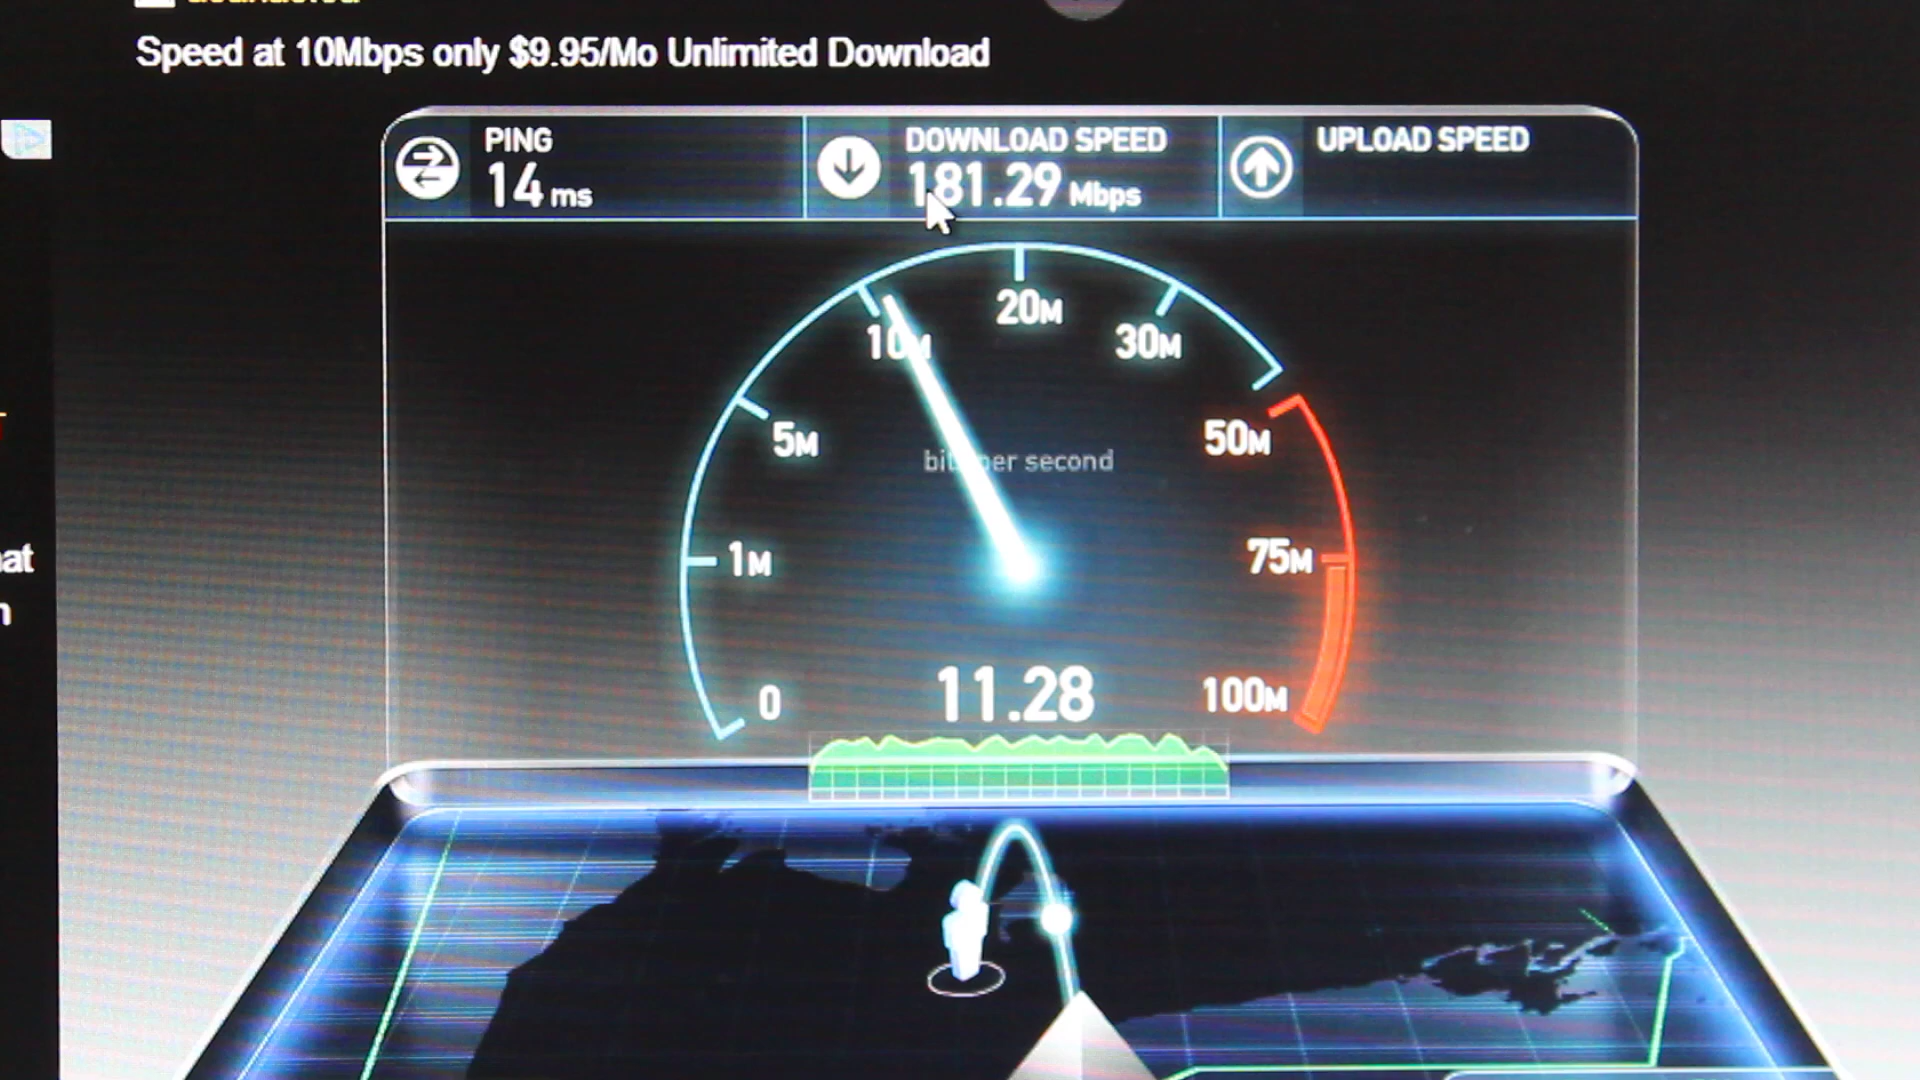 Speed at 10Mbps only $9.95/Mo Unlimited Download
PING
14 ms
DOWNLOAD SPEED
181.29 Mbps
UPLOAD SPEED
20M
10M
30M
5M
50M
per second
1M
75M
0
11.28
100M
at